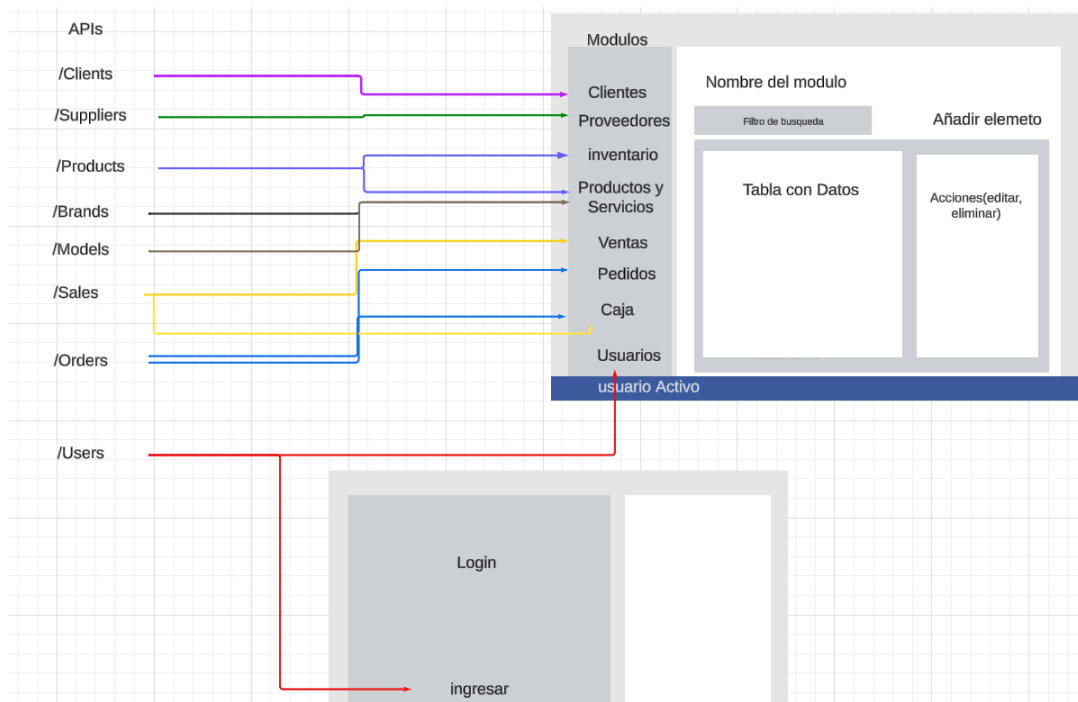 APIs
/Clients
/Suppliers
/Products
/Brands
/Models
/Sales
/Orders
/Users
Modulos
Clientes
Proveedores
inventario
Productos y
Servicios
Ventas
Pedidos
Caja
Usuarios
usuario Activo
Nombre del modulo
Filtro de busqueda
Añadir elemeto
Tabla con Datos
Acciones(editar,
eliminar)
Login
ingresar